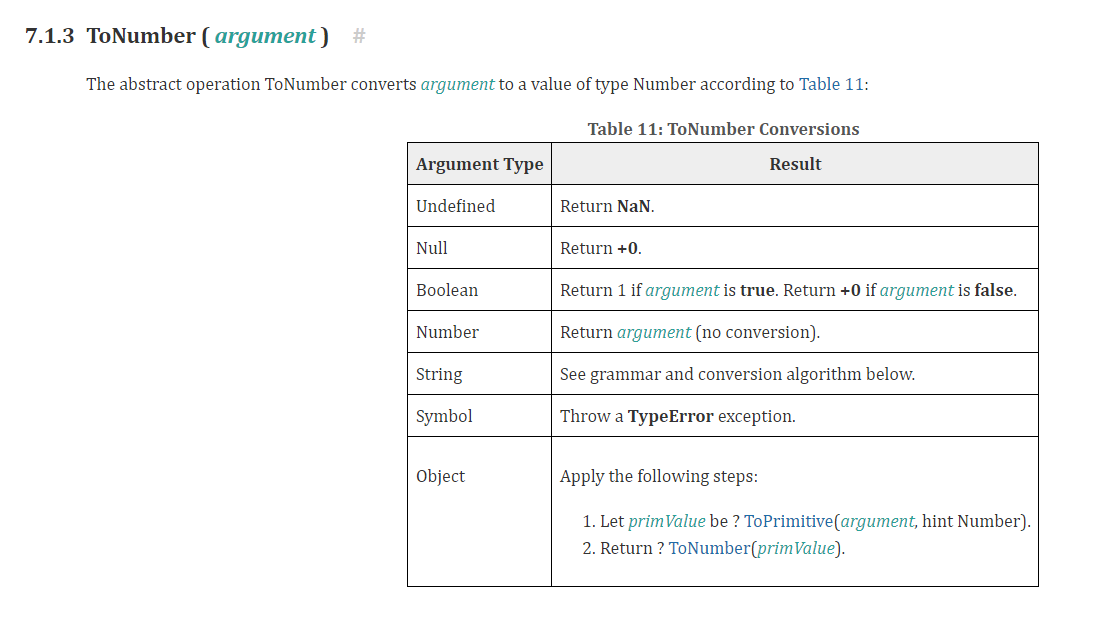 7.1.3 ToNumber ( argument ) #
The abstract operation ToNumber converts argument to a value of type Number according to Table 11:
Table 11: ToNumber Conversions
Argument Type Result
Undefined Return NaN.
Null Return +0.
Boolean Return 1 if argument is true. Return +0 if argument is false.
Number Return argument (no conversion).
String See grammar and conversion algorithm below.
Symbol Throw a TypeError exception.
Object Apply the following steps:
1. Let primValue be ? ToPrimitive(argument, hint Number).
2. Return ? ToNumber(primValue).